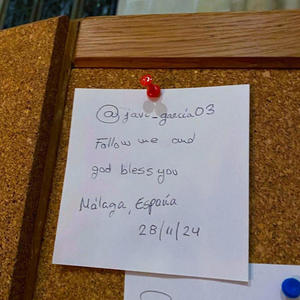 @javi_garcia03
Follow me and
god bless you
Málaga, España
28/11/24